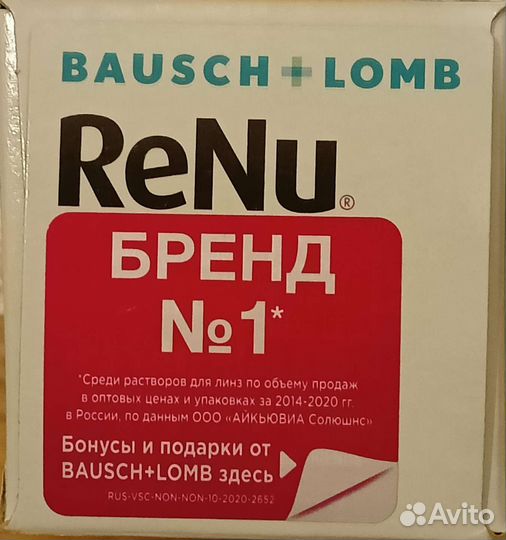 BAUSCH + LOMB
ReNu®
БРЕНД
№1*
*Среди растворов для линз по объему продаж
в оптовых ценах и упаковках за 2014-2020 гг.
в России, по данным ООО «АЙКЬЮВИА Солюшнс»
Бонусы и подарки от
BAUSCH+LOMB здесь
RUS-VSC-NON-NON-10-2020-2652
Avito